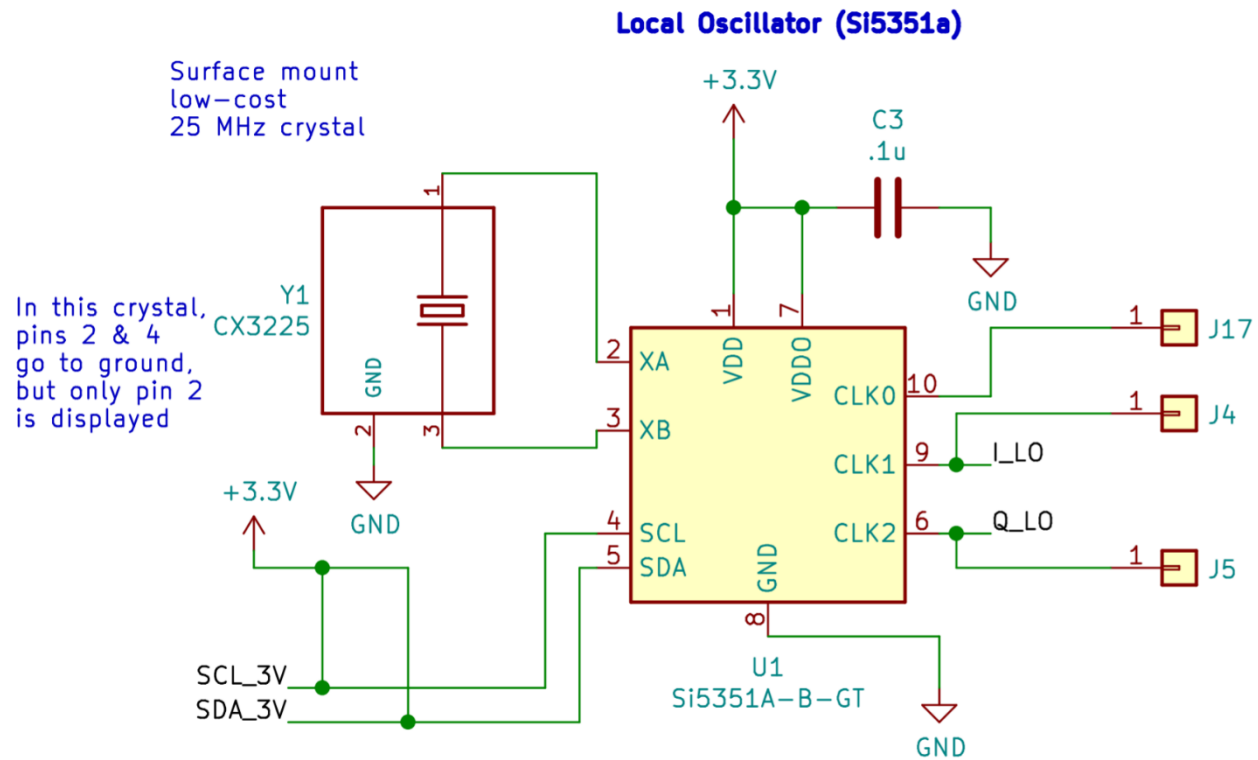 Local Oscillator (Si5351a)
Surface mount
low-cost
25 MHz crystal
+3.3V
C3
.1u
GND
In this crystal,
pins 2 & 4
go to ground,
but only pin 2
is displayed
Y1
CX3225
1
GND
2
3
GND
1
7
2
XA
VDD
VDDO
3
XB
4
SCL
5
SDA
GND
8
CLK0
10
CLK1
9
CLK2
6
1
J17
1
J4
I_LO
Q_LO
1
J5
+3.3V
SCL_3V
SDA_3V
U1
Si5351A-B-GT
GND